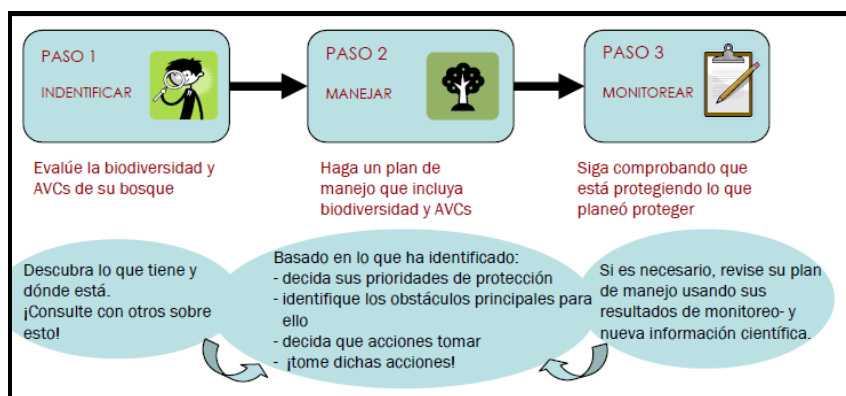 PASO 1
INDENTIFICAR
PASO 2
MANEJAR
PASO 3
MONITOREAR
Evalúe la biodiversidad y
AVCs de su bosque
Haga un plan de
manejo que incluya
biodiversidad y AVCs
Siga comprobando que
está protegiendo lo que
planeó proteger
Descubra lo que tiene y
dónde está.
¡Consulte con otros sobre
esto!
Basado en lo que ha identificado:
- decida sus prioridades de protección
- identifique los obstáculos principales para
ello
- decida que acciones tomar
- ¡tome dichas acciones!
Si es necesario, revise su plan
de manejo usando sus
resultados de monitoreo- y
nueva información científica.